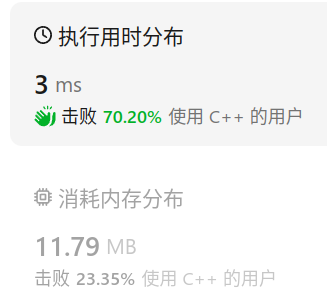 执行用时分布
3 ms
击败 70.20% 使用 C++ 的用户
消耗内存分布
11.79 MB
击败 23.35% 使用 C++ 的用户